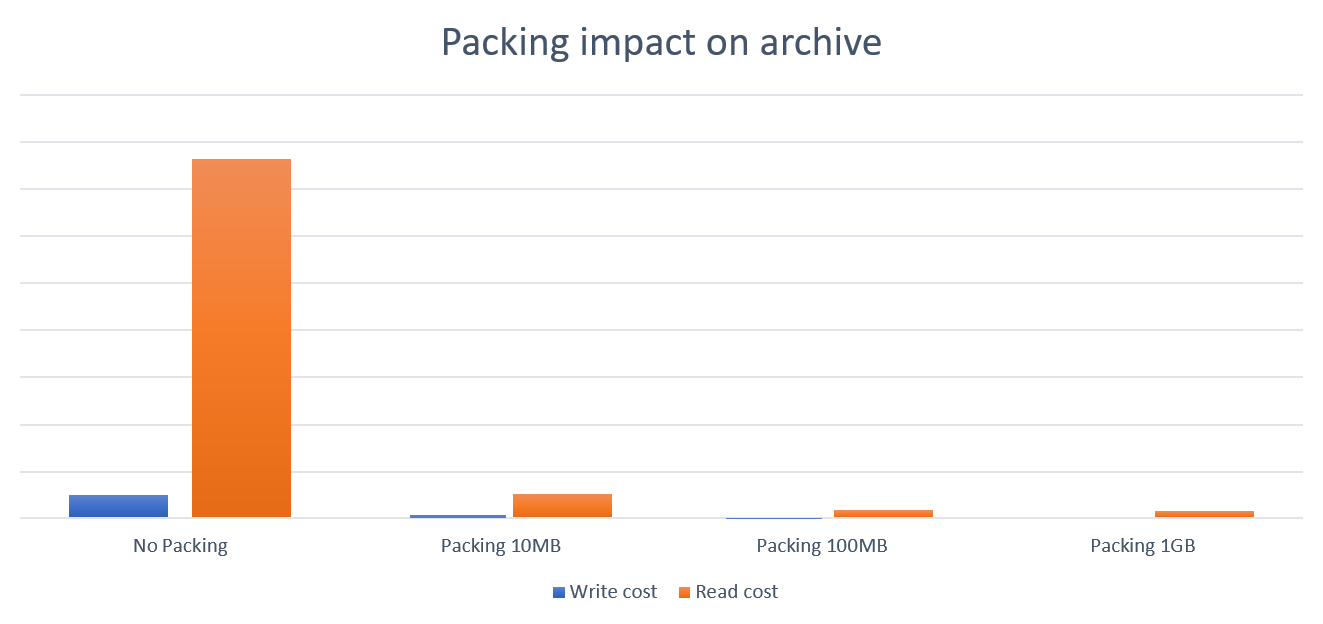 Packing impact on archive
No Packing
Packing 10MB
Packing 100MB
Packing 1GB
Write cost
Read cost